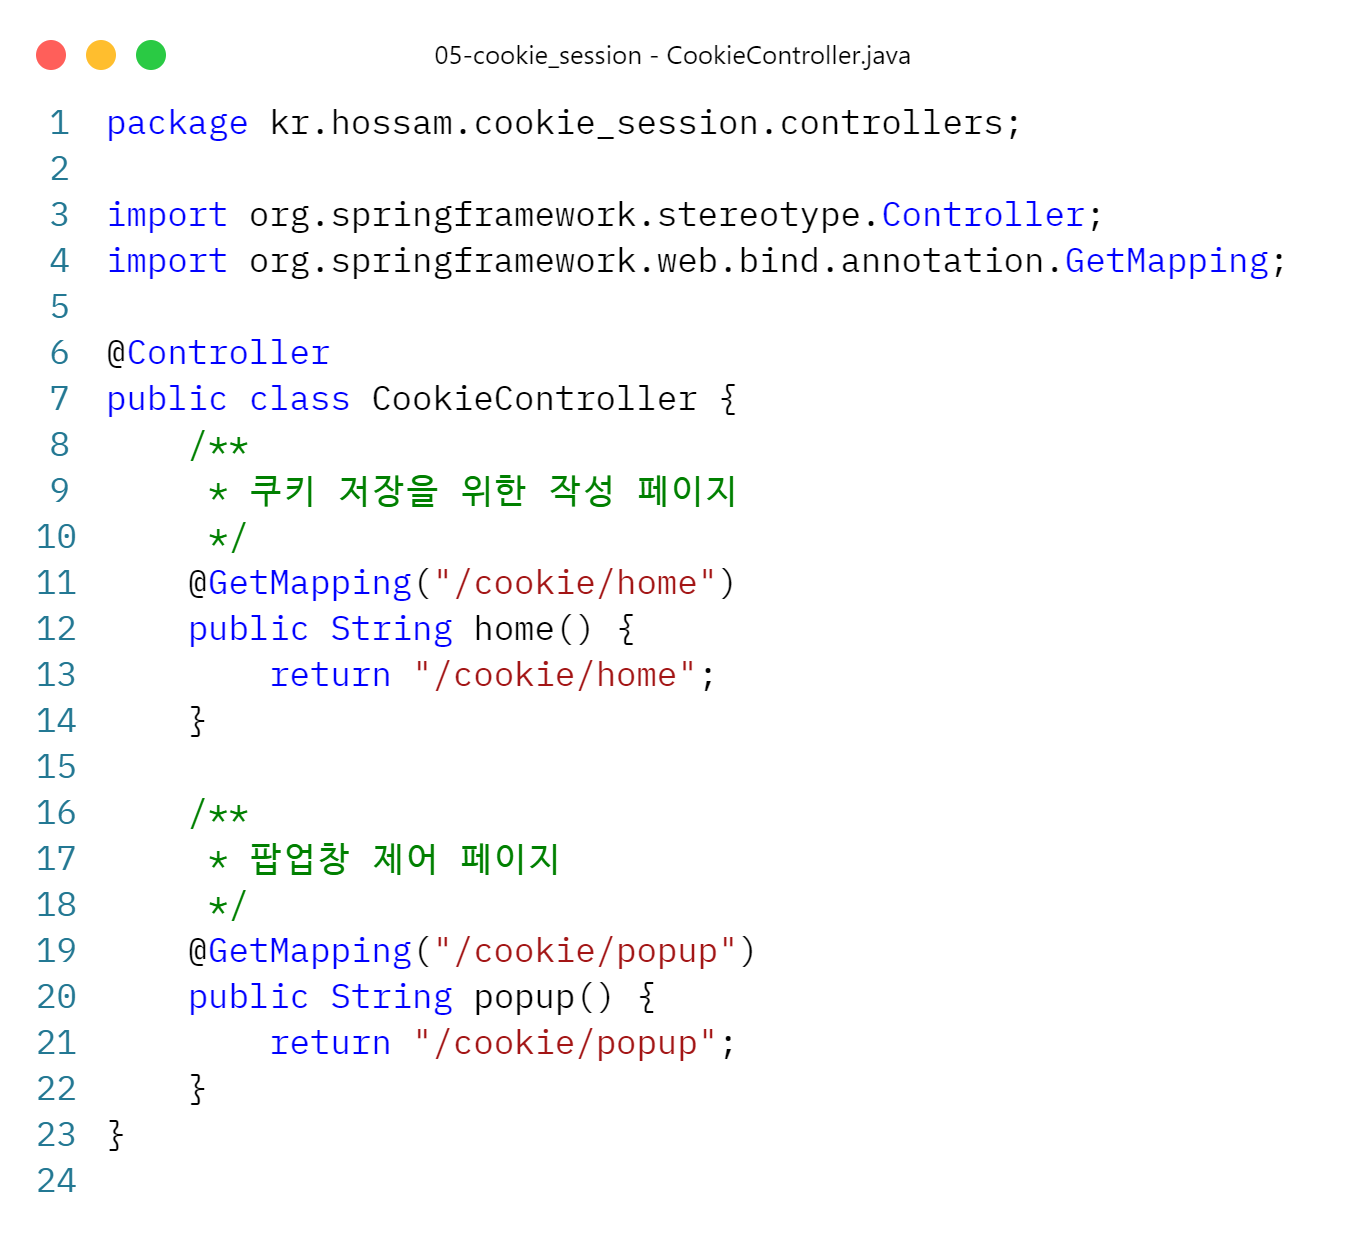 05-cookie_session - CookieController.java
1 package kr.hossam.cookie_session.controllers;
2
3 import org.springframework.stereotype.Controller;
4 import org.springframework.web.bind.annotation.GetMapping;
5
6 @Controller
7 public class CookieController {
8     /**
9      * 쿠키 저장을 위한 작성 페이지
10      */
11     @GetMapping("/cookie/home")
12     public String home() {
13         return "/cookie/home";
14     }
15
16     /**
17      * 팝업창 제어 페이지
18      */
19     @GetMapping("/cookie/popup")
20     public String popup() {
21         return "/cookie/popup";
22     }
23 }
24